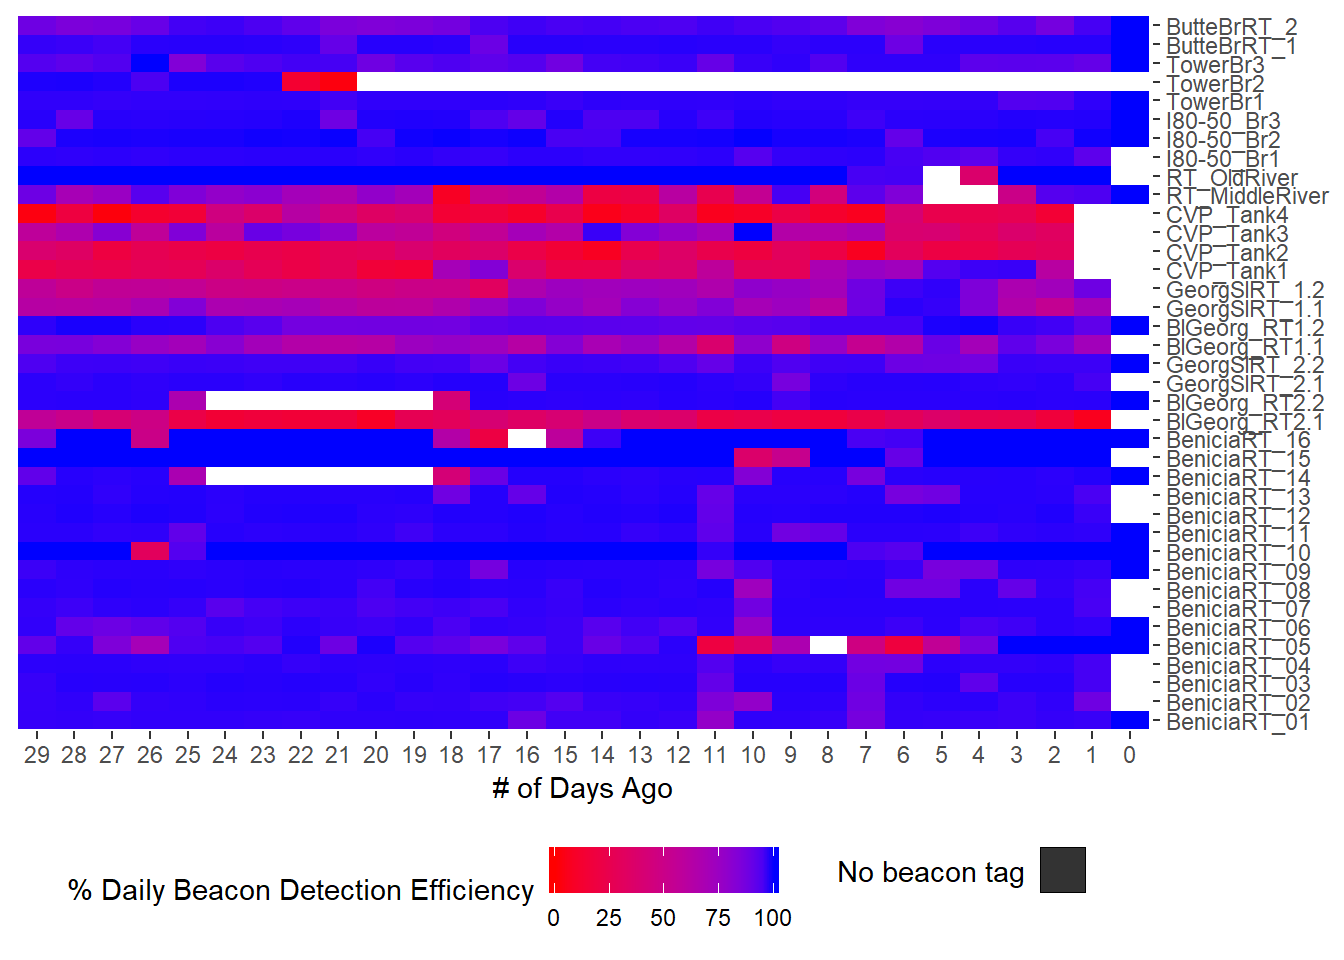 ButteBrRT_2
ButteBrRT_1
TowerBr3
TowerBr2
TowerBr1
I80-50_Br3
I80-50_Br2
I80-50_Br1
RT_OldRiver
RT_MiddleRiver
CVP_Tank4
CVP_Tank3
CVP_Tank2
CVP_Tank1
GeorgSlRT_1.2
GeorgSlRT_1.1
BlGeorg_RT1.2
BlGeorg_RT1.1
GeorgSlRT_2.2
GeorgSlRT_2.1
BlGeorg_RT2.2
BlGeorg_RT2.1
BeniciaRT_16
BeniciaRT_15
BeniciaRT_14
BeniciaRT_13
BeniciaRT_12
BeniciaRT_11
BeniciaRT_10
BeniciaRT_09
BeniciaRT_08
BeniciaRT_07
BeniciaRT_06
BeniciaRT_05
BeniciaRT_04
BeniciaRT_03
BeniciaRT_02
BeniciaRT_01
29 28 27 26 25 24 23 22 21 20 19 18 17 16 15 14 13 12 11 10 9 8 7 6 5 4 3 2 1 0
# of Days Ago
% Daily Beacon Detection Efficiency
0 25 50 75 100
No beacon tag